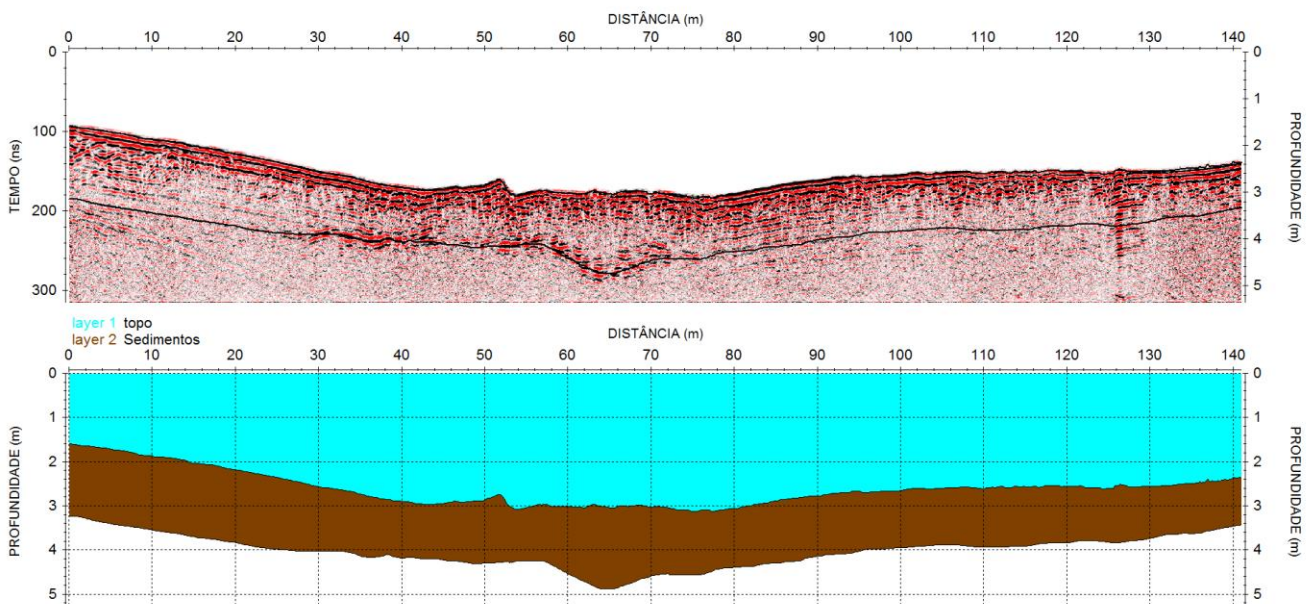 DISTÂNCIA (m)
0 10 20 30 40 50 60 70 80 90 100 110 120 130 140
TEMPO (ns)
0
100
200
300
PROFUNDIDADE (m)
0
1
2
3
4
5
layer 1 topo
layer 2 Sedimentos
DISTÂNCIA (m)
0 10 20 30 40 50 60 70 80 90 100 110 120 130 140
PROFUNDIDADE (m)
0
1
2
3
4
5
PROFUNDIDADE (m)
0
1
2
3
4
5